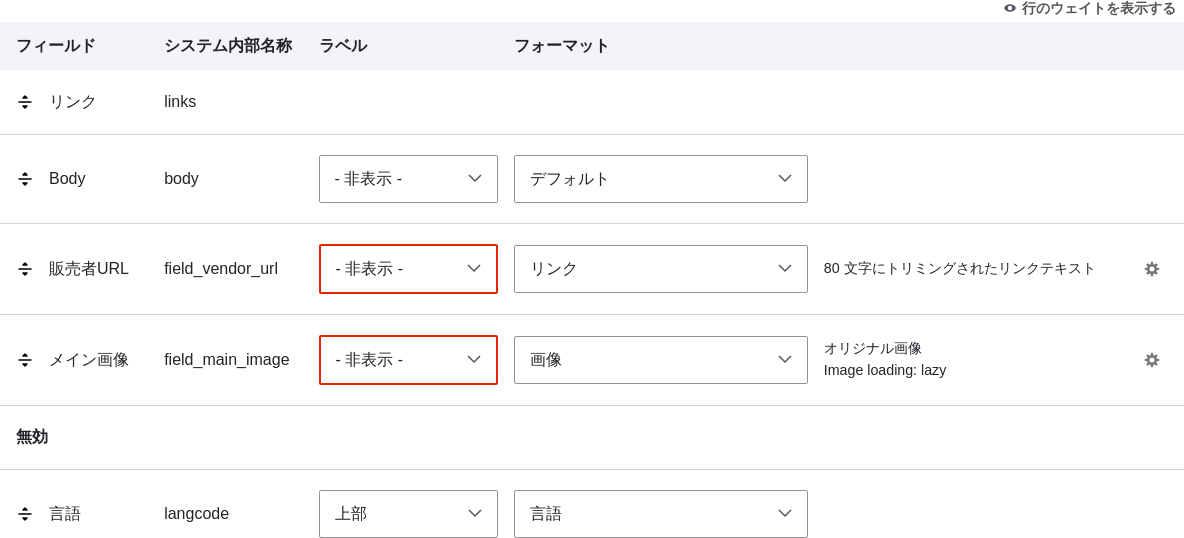 行のウェイトを表示する
フィールド システム内部名称 ラベル フォーマット
リンク links
Body body - 非表示 - デフォルト
販売者URL field_vendor_url - 非表示 - リンク 80 文字にトリミングされたリンクテキスト
メイン画像 field_main_image - 非表示 - 画像 オリジナル画像
Image loading: lazy
無効
言語 langcode 上部 言語